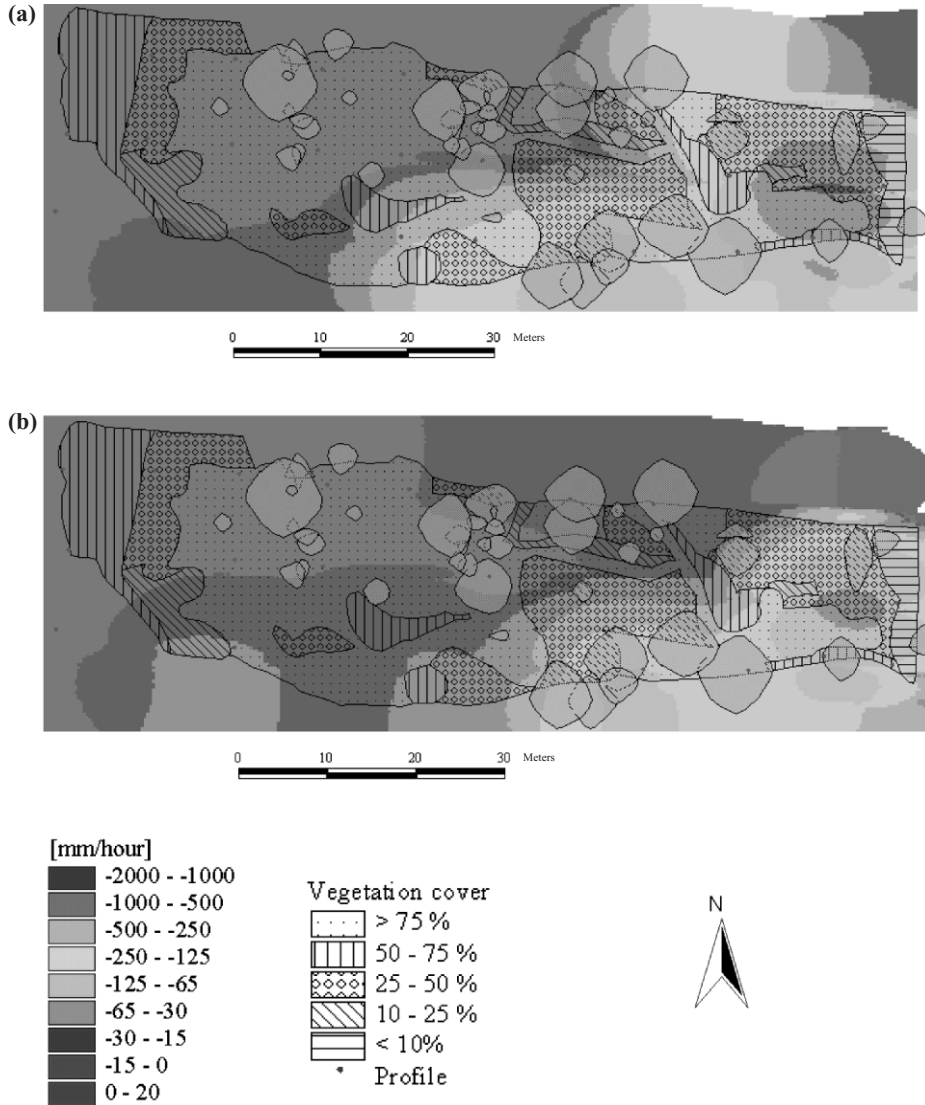 (a)
0 10 20 30 Meters
(b)
0 10 20 30 Meters
[mm/hour]
-2000 - -1000
-1000 - -500
-500 - -250
-250 - -125
-125 - -65
-65 - -30
-30 - -15
-15 - 0
0 - 20
Vegetation cover
> 75 %
50 - 75 %
25 - 50 %
10 - 25 %
< 10%
Profile
N